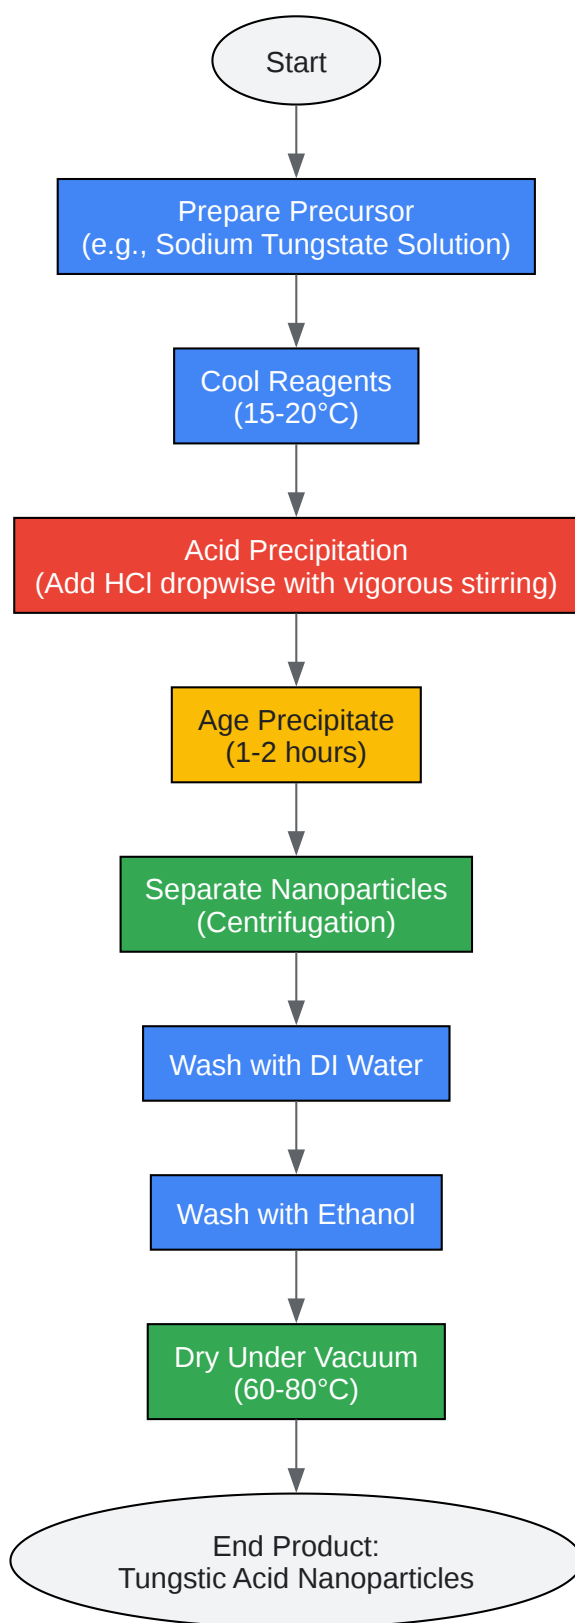 Start
Prepare Precursor
(e.g., Sodium Tungstate Solution)
Cool Reagents
(15-20°C)
Acid Precipitation
(Add HCl dropwise with vigorous stirring)
Age Precipitate
(1-2 hours)
Separate Nanoparticles
(Centrifugation)
Wash with DI Water
Wash with Ethanol
Dry Under Vacuum
(60-80°C)
End Product:
Tungstic Acid Nanoparticles